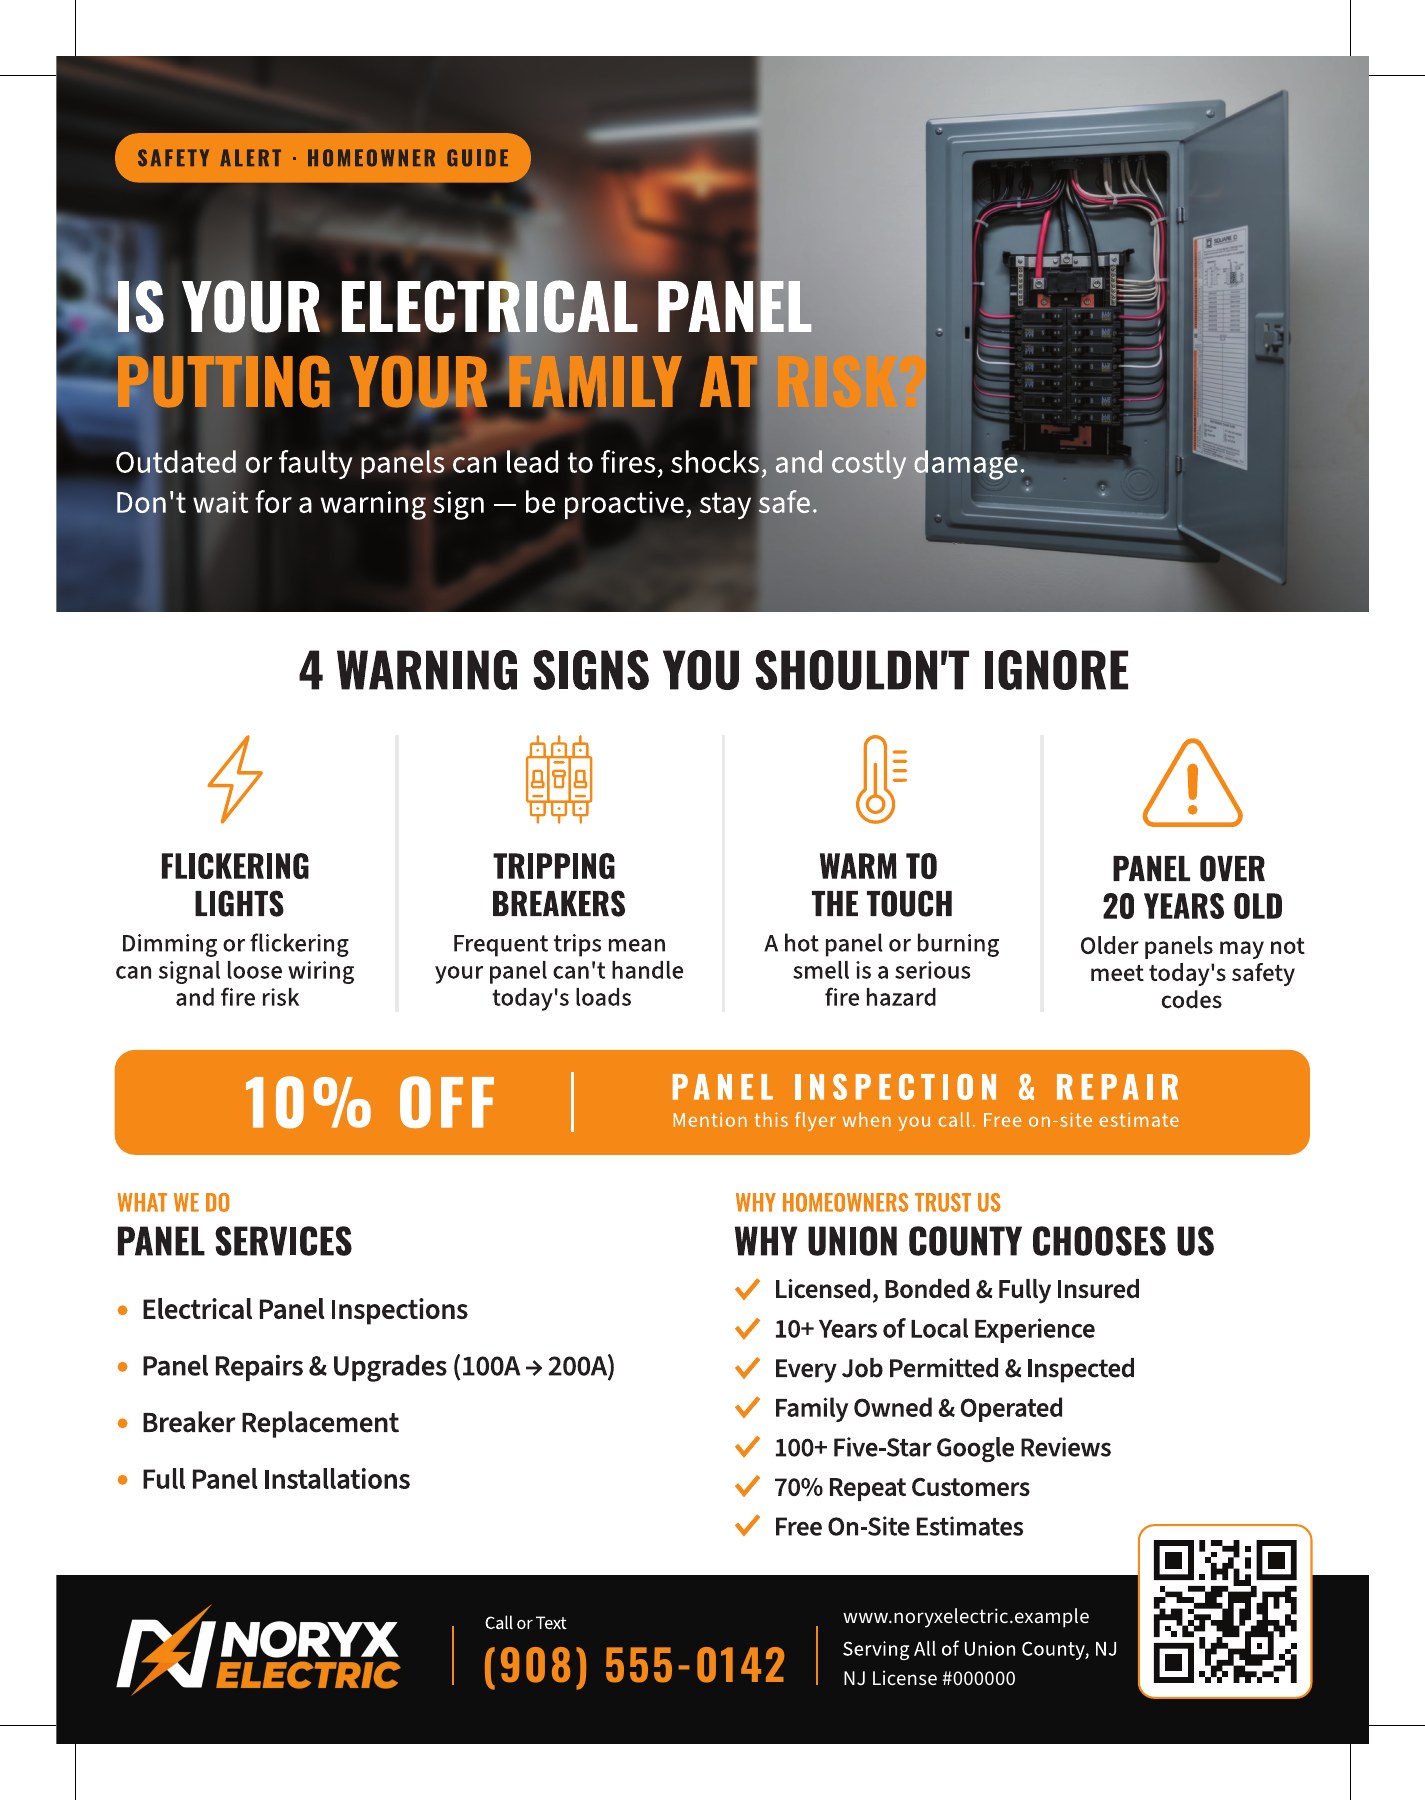 SAFETY ALERT · HOMEOWNER GUIDE
IS YOUR ELECTRICAL PANEL
PUTTING YOUR FAMILY AT RISK?
Outdated or faulty panels can lead to fires, shocks, and costly damage.
Don't wait for a warning sign — be proactive, stay safe.
SQUARE D
4 WARNING SIGNS YOU SHOULDN'T IGNORE
FLICKERING
LIGHTS
Dimming or flickering
can signal loose wiring
and fire risk
TRIPPING
BREAKERS
Frequent trips mean
your panel can't handle
today's loads
WARM TO
THE TOUCH
A hot panel or burning
smell is a serious
fire hazard
PANEL OVER
20 YEARS OLD
Older panels may not
meet today's safety
codes
10% OFF
PANEL INSPECTION & REPAIR
Mention this flyer when you call. Free on-site estimate
WHAT WE DO
PANEL SERVICES
• Electrical Panel Inspections
• Panel Repairs & Upgrades (100A → 200A)
• Breaker Replacement
• Full Panel Installations
WHY HOMEOWNERS TRUST US
WHY UNION COUNTY CHOOSES US
Licensed, Bonded & Fully Insured
10+ Years of Local Experience
Every Job Permitted & Inspected
Family Owned & Operated
100+ Five-Star Google Reviews
70% Repeat Customers
Free On-Site Estimates
NORYX
ELECTRIC
Call or Text
(908) 555-0142
www.noryxelectric.example
Serving All of Union County, NJ
NJ License #000000